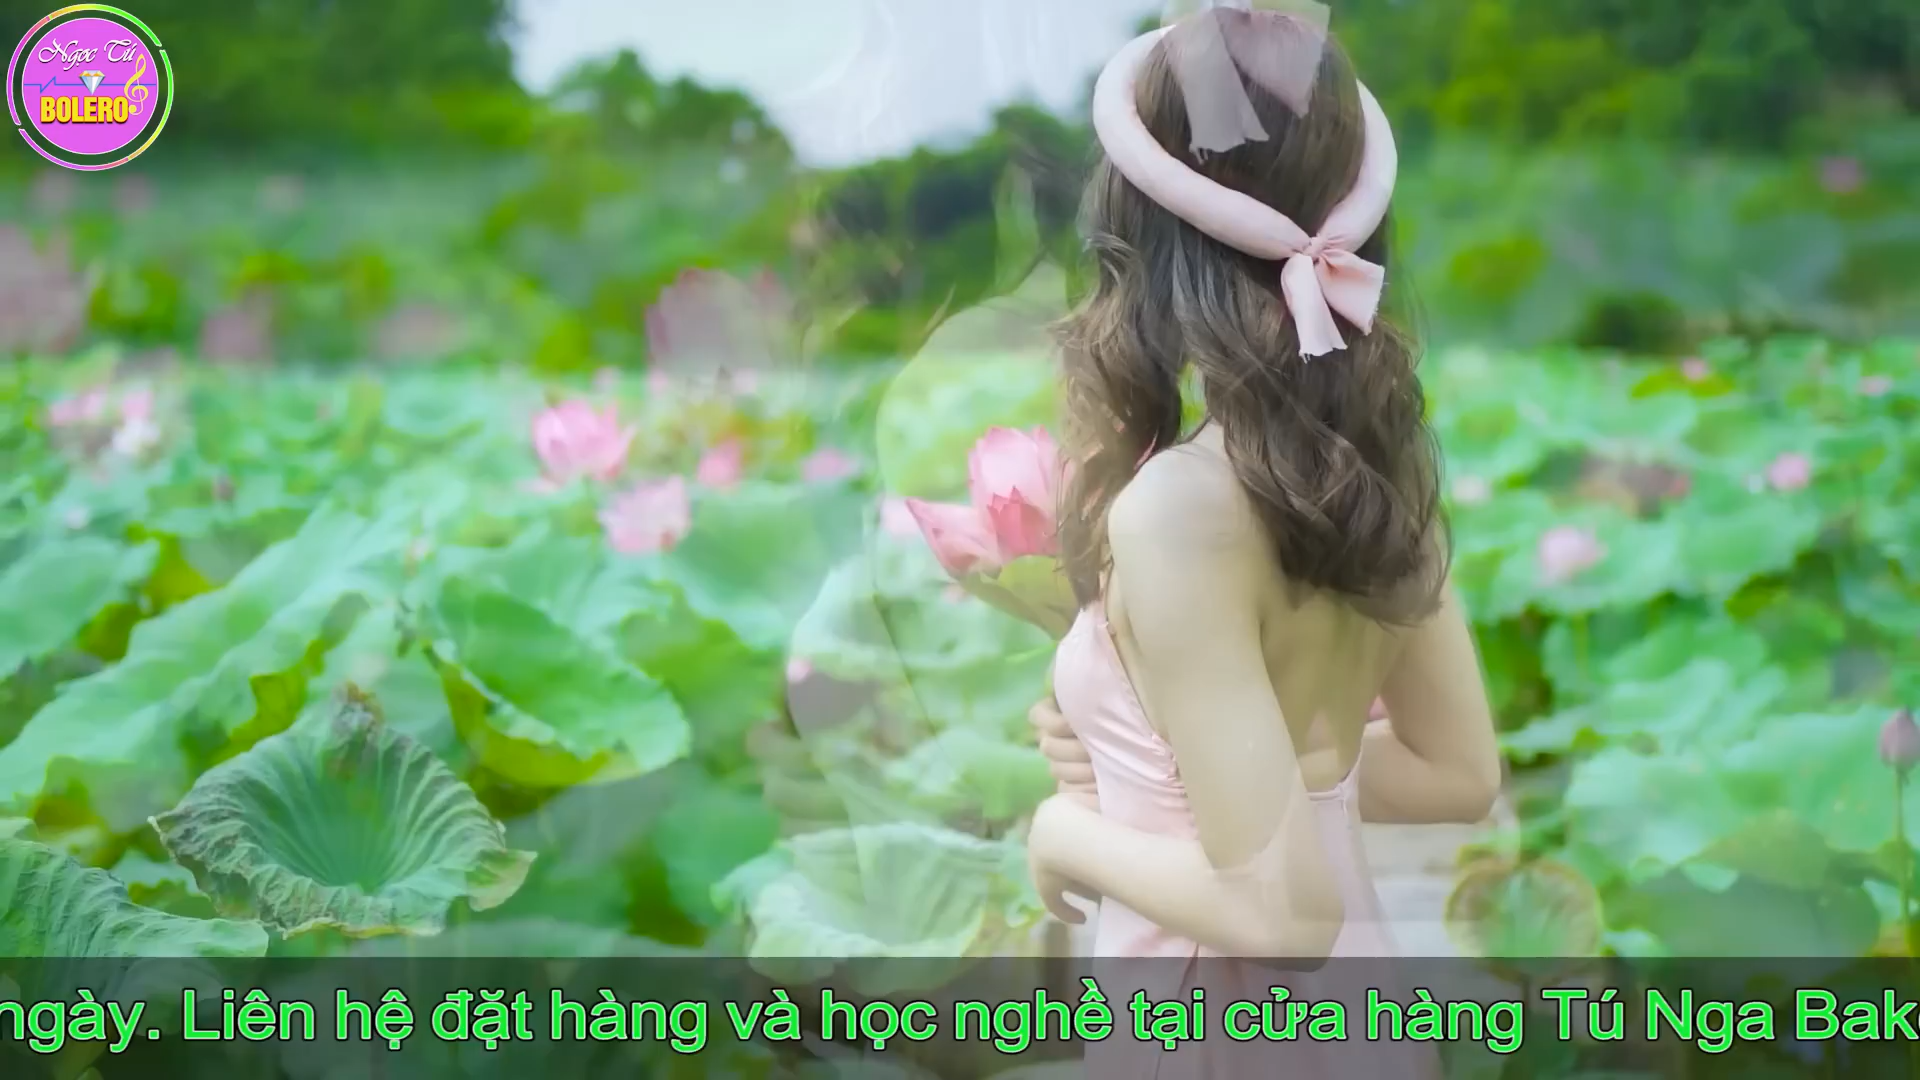 Ngọc Tú
BOLERO
ngày. Liên hệ đặt hàng và học nghề tại cửa hàng Tú Nga Bak